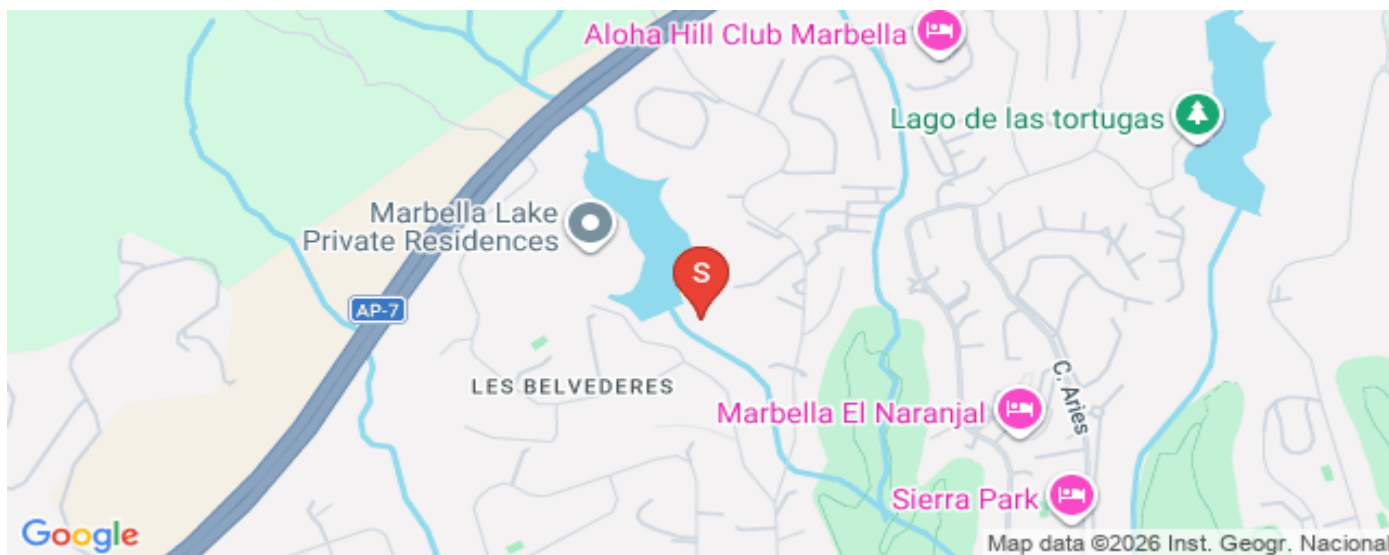 Aloha Hill Club Marbella
Lago de las tortugas
Marbella Lake
Private Residences
S
AP-7
LES BELVEDERES
C. Aries
Marbella El Naranjal
Sierra Park
Google
Map data ©2026 Inst. Geogr. Nacional